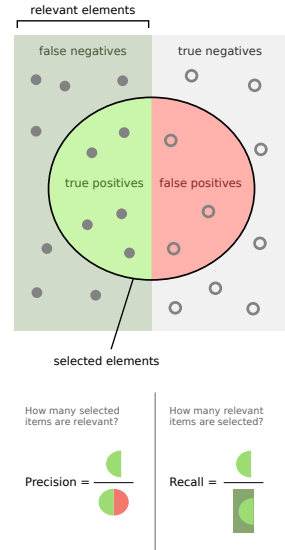 relevant elements
false negatives
true negatives
true positives
false positives
selected elements
How many selected
items are relevant?
How many relevant
items are selected?
Precision =
Recall =